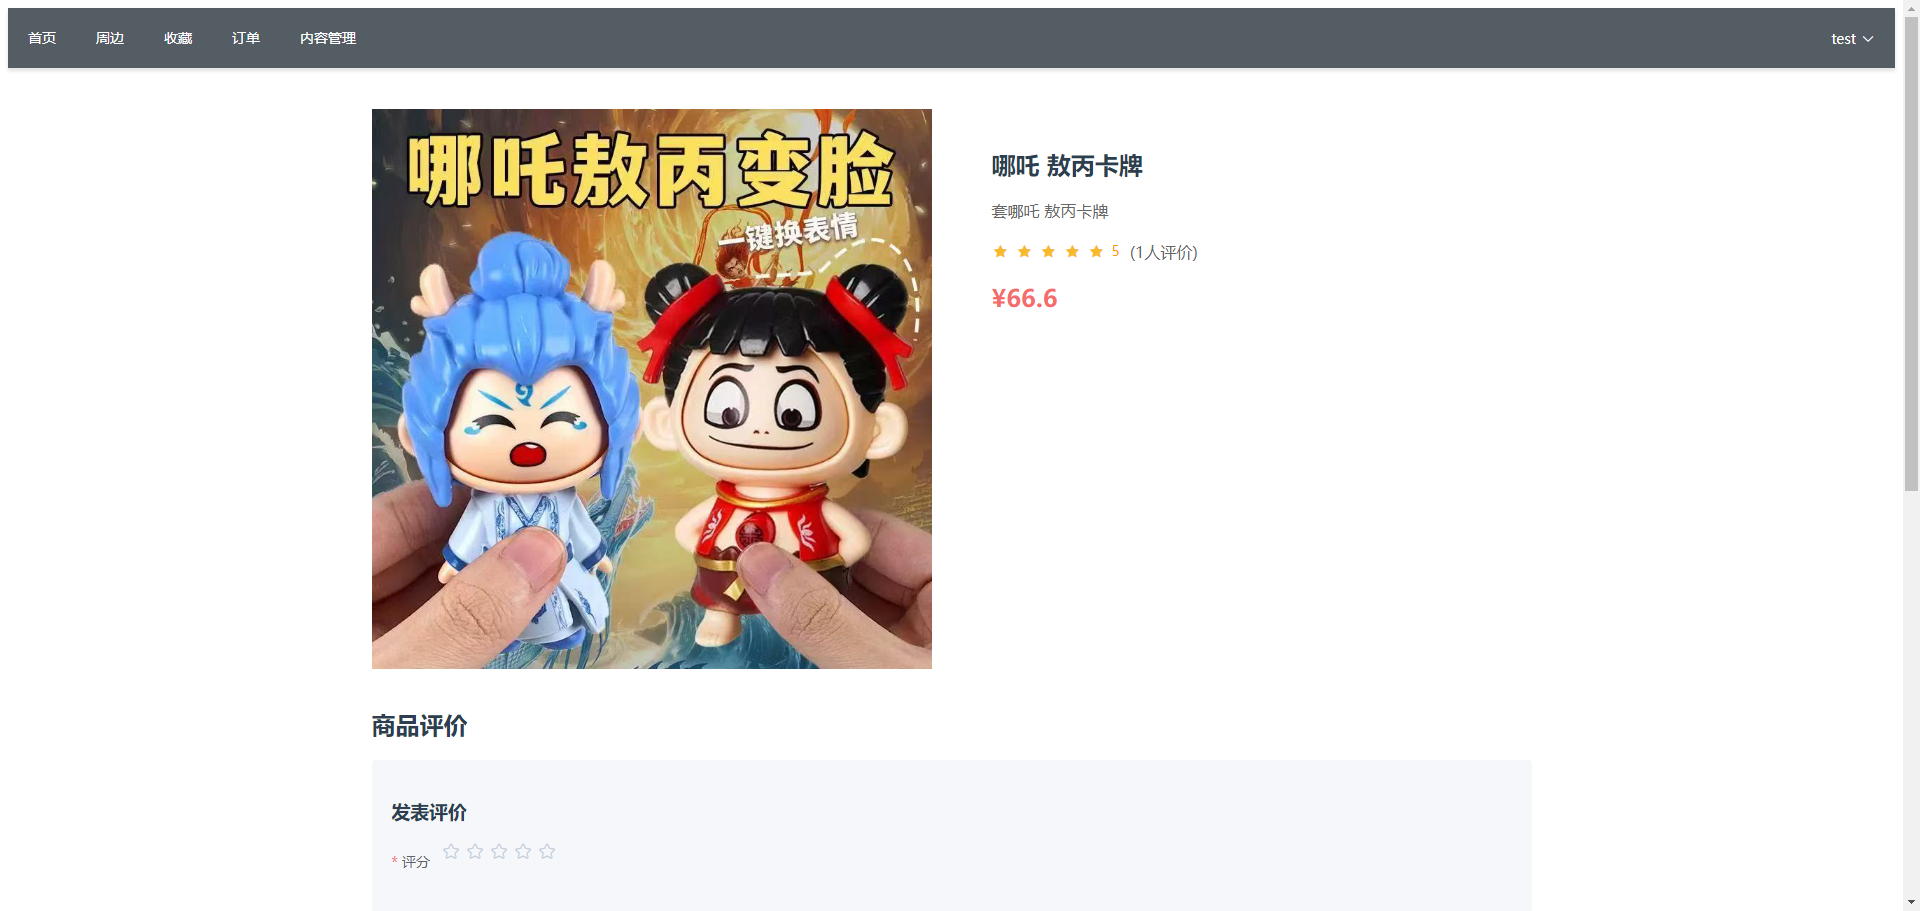 首页 周边 收藏 订单 内容管理 test
哪吒敖丙变脸
一键换表情
哪吒 敖丙卡牌
套哪吒 敖丙卡牌
5 (1人评价)
¥66.6
商品评价
发表评价
* 评分